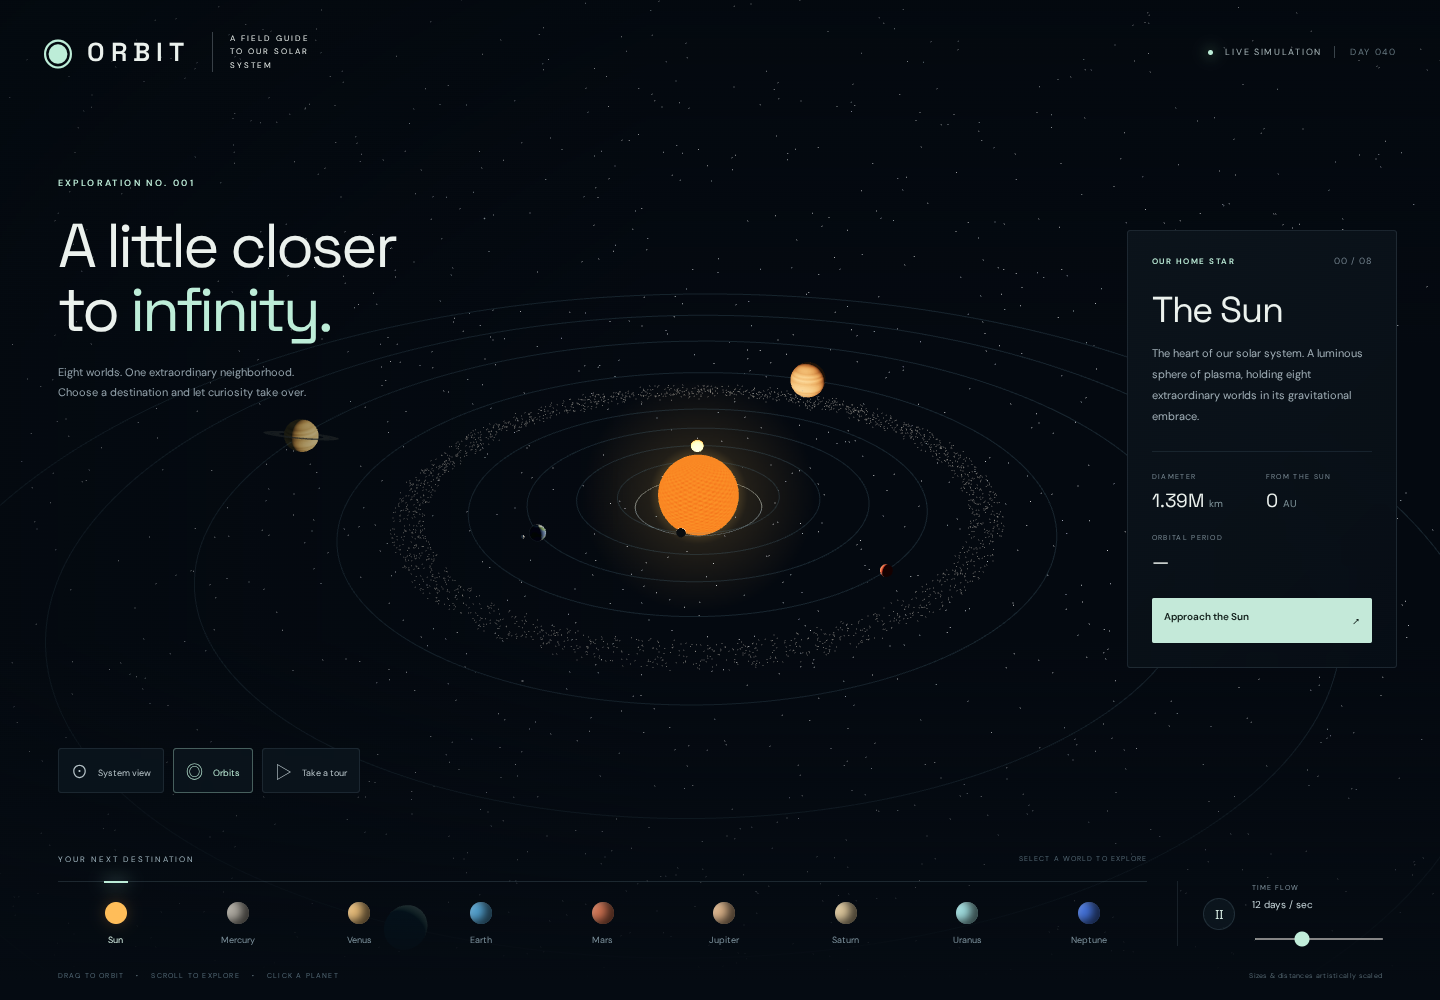 ORBIT
A FIELD GUIDE
TO OUR SOLAR
SYSTEM
LIVE SIMULATION
DAY 040
EXPLORATION NO. 001
A little closer
to infinity.
Eight worlds. One extraordinary neighborhood.
Choose a destination and let curiosity take over.
OUR HOME STAR
00 / 08
The Sun
The heart of our solar system. A luminous
sphere of plasma, holding eight
extraordinary worlds in its gravitational
embrace.
DIAMETER
1.39M km
FROM THE SUN
0 AU
ORBITAL PERIOD
—
Approach the Sun ↗
System view
Orbits
Take a tour
YOUR NEXT DESTINATION
SELECT A WORLD TO EXPLORE
Sun
Mercury
Venus
Earth
Mars
Jupiter
Saturn
Uranus
Neptune
TIME FLOW
12 days / sec
DRAG TO ORBIT • SCROLL TO EXPLORE • CLICK A PLANET
Sizes & distances artistically scaled